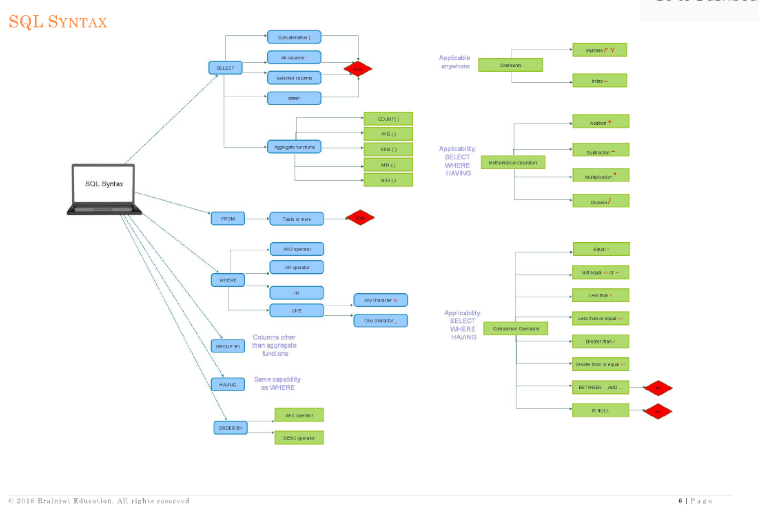 SQL SYNTAX
Concatenation
All columns *
SELECT
Selected columns
COUNT( )
AVG ( )
Aggregate functions
SUM ( )
MIN ( )
MAX ( )
SQL Syntax
FROM
Table or more
AND operator
OR operator
WHERE
IN
LIKE
Any character %
One character _
GROUP BY
Columns other
than aggregate
functions
HAVING
Same capability
as WHERE
ORDER BY
DESC operator
Applicable
anywhere
Comments
Multiline /* */
Inline --
Applicability:
SELECT
WHERE
HAVING
Mathematical Operation
Addition +
Subtraction -
Multiplication *
Division /
Applicability:
SELECT
WHERE
HAVING
Comparison Operators
Equal =
Not equal <> or
Less than <
Less than or equal <=
Greater than >
Greater than or equal
BETWEEN ... AND...
IS NULL
© 2016 Brainiwi Education. All rights reserved
6 | Page